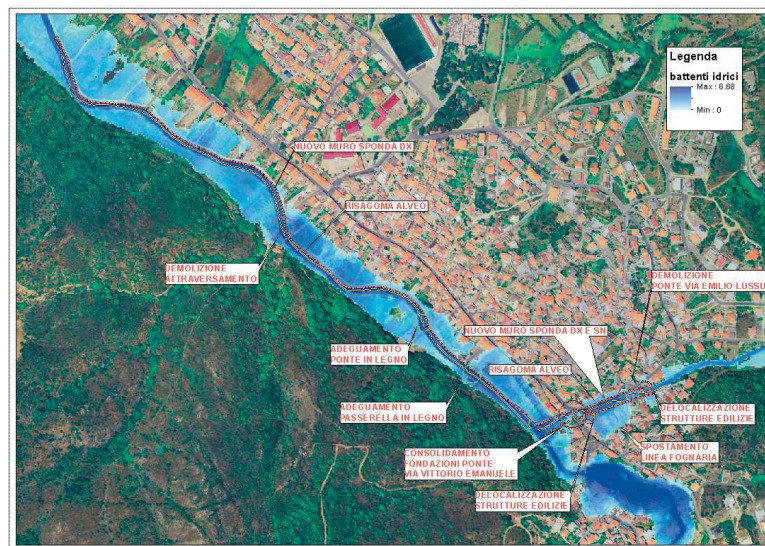 Legenda
battenti idrici
Max : 6.68
Min : 0
NUOVO MURO SPONDA DX
RISAGOMA ALVEO
DEMOLIZIONE
ATTRAVERSAMENTO
DEMOLIZIONE
PONTE VIA EMILIO LUSSU
NUOVO MURO SPONDA DX E SN
ADEGUAMENTO
PONTE IN LEGNO
RISAGOMA ALVEO
ADEGUAMENTO
PASSERELLA IN LEGNO
DELOCALIZZAZIONE
STRUTTURE EDILIZIE
CONSOLIDAMENTO
FONDAZIONI PONTE
VIA VITTORIO EMANUELE
SPOSTAMENTO
LINEA FOGNARIA
DELOCALIZZAZIONE
STRUTTURE EDILIZIE